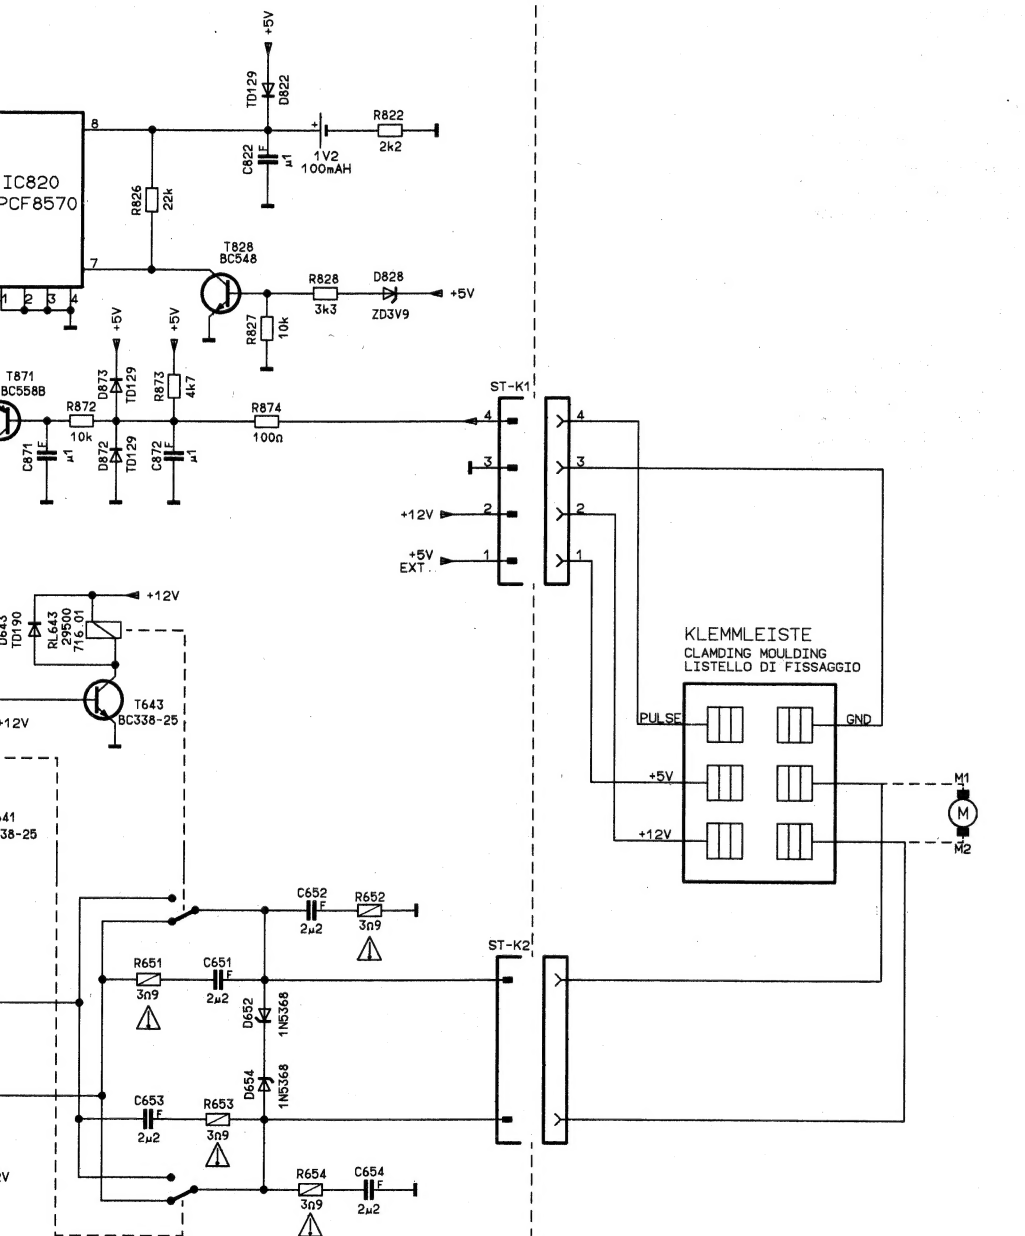 +5V
TD129
D822
8
R822
+
2k2
1V2
100mAH
C822
F
µ1
IC820
PCF8570
R826
22k
7
T828
BC548
R828
3k3
D828
ZD3V9
+5V
R827
10k
1
2
3
4
+5V
+5V
T871
BC558B
D873
TD129
R873
4k7
R872
10k
R874
100Ω
C871
F
µ1
D872
TD129
C872
F
µ1
ST-K1
4
4
3
3
+12V
2
2
+5V
EXT.
1
1
+12V
D643
TD190
RL643
29500
716.01
T643
BC338-25
+12V
KLEMMLEISTE
CLAMDING MOULDING
LISTELLO DI FISSAGGIO
PULSE
GND
+5V
+12V
M1
M
M2
38-25
C652
F
2µ2
R652
3Ω9
ST-K2
R651
3Ω9
C651
F
2µ2
D652
1N5368
D654
1N5368
C653
F
2µ2
R653
3Ω9
R654
3Ω9
C654
F
2µ2